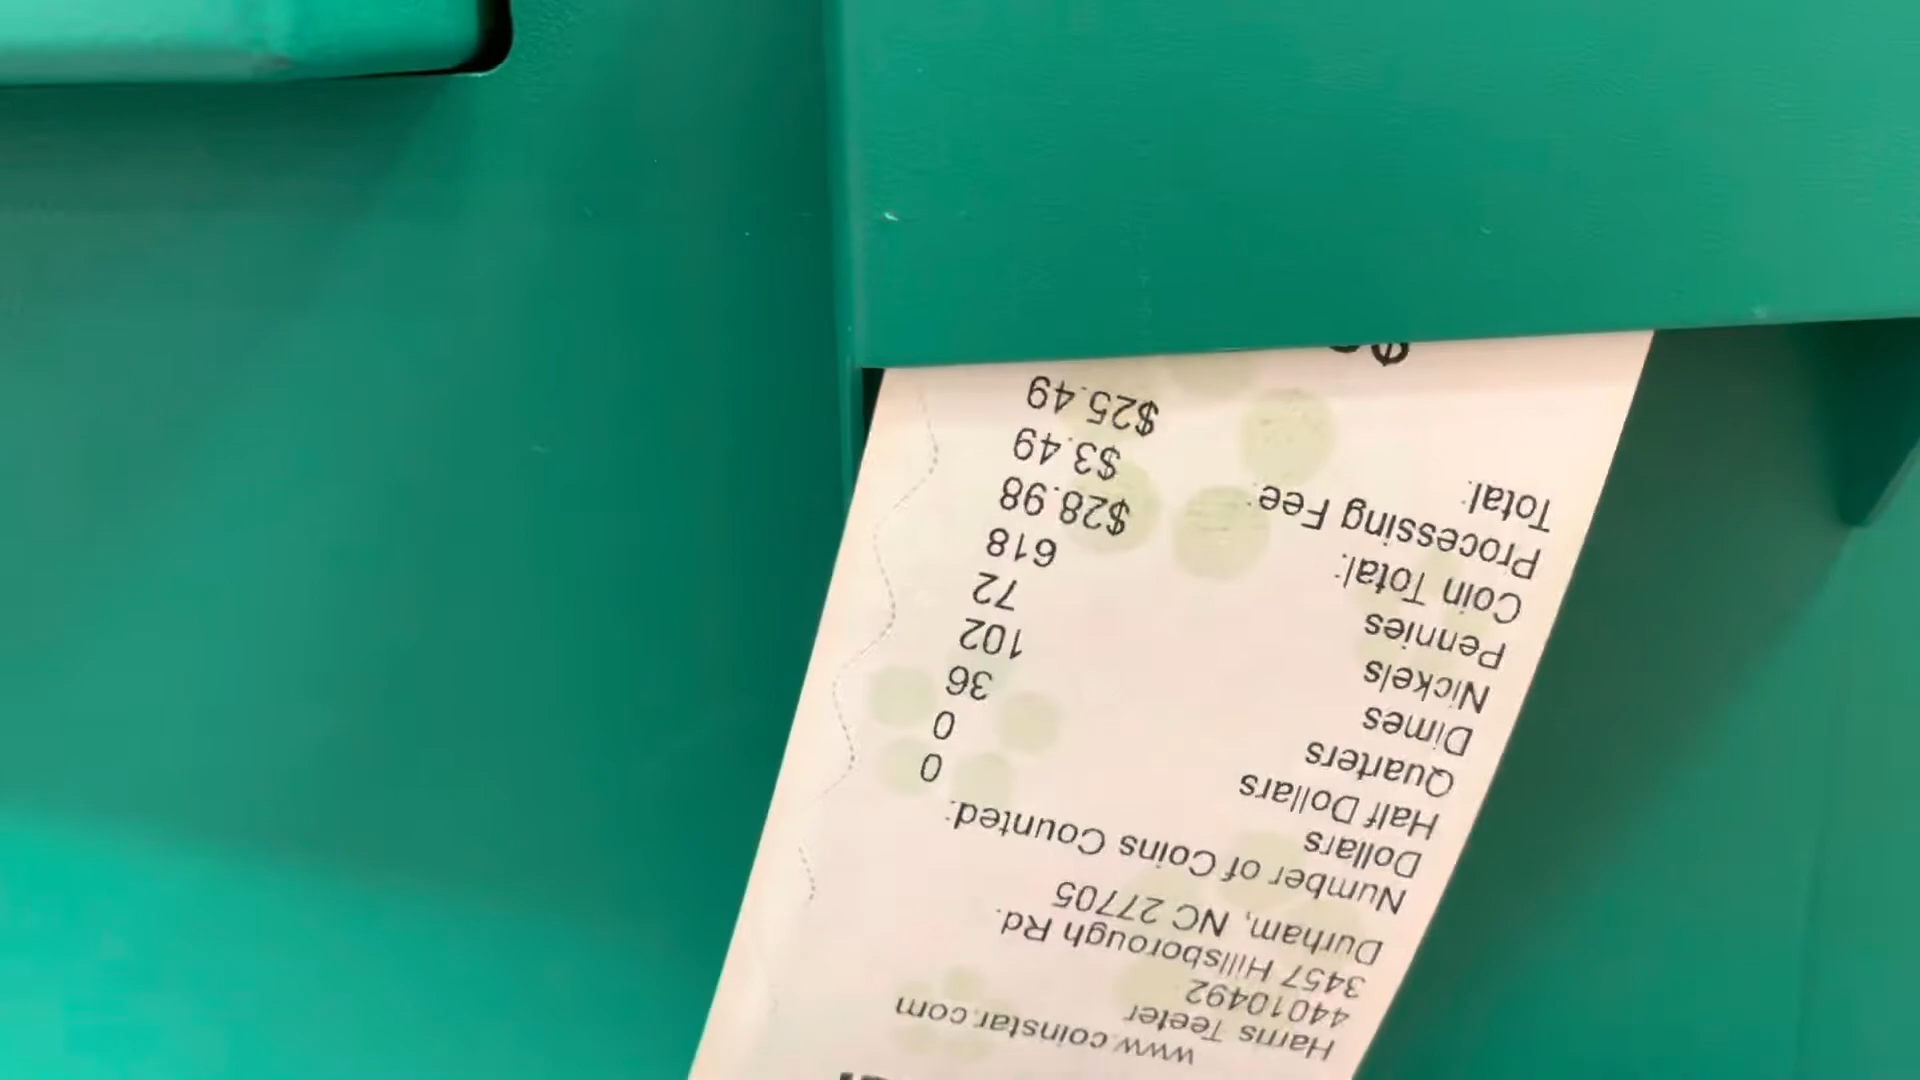 www.coinstar.com
Harris Teeter
44010492
3457 Hillsborough Rd.
Durham, NC 27705
Number of Coins Counted:
Dollars 0
Half Dollars 0
Quarters 36
Dimes 102
Nickels 72
Pennies 618
Coin Total: $28.98
Processing Fee: $3.49
Total: $25.49